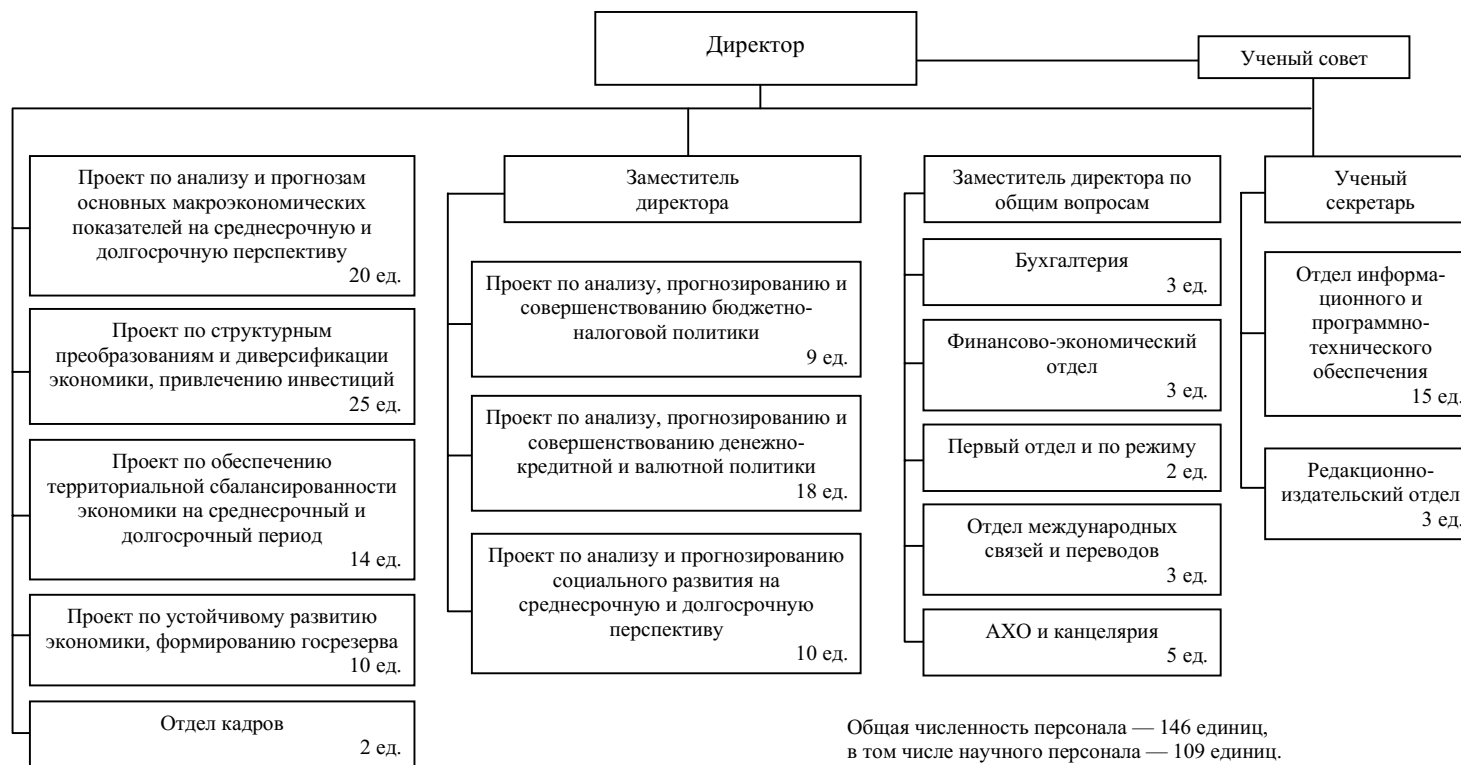 Директор
Ученый совет
Проект по анализу и прогнозам
основных макроэкономических
показателей на среднесрочную и
долгосрочную перспективу
20 ед.
Проект по структурным
преобразованиям и диверсификации
экономики, привлечению инвестиций
25 ед.
Проект по обеспечению
территориальной сбалансированности
экономики на среднесрочный и
долгосрочный период
14 ед.
Проект по устойчивому развитию
экономики, формированию госрезерва
10 ед.
Отдел кадров
2 ед.
Заместитель
директора
Проект по анализу, прогнозированию и
совершенствованию бюджетно-
налоговой политики
9 ед.
Проект по анализу, прогнозированию и
совершенствованию денежно-
кредитной и валютной политики
18 ед.
Проект по анализу и прогнозированию
социального развития на
среднесрочную и долгосрочную
перспективу
10 ед.
Заместитель директора по
общим вопросам
Бухгалтерия
3 ед.
Финансово-экономический
отдел
3 ед.
Первый отдел и по режиму
2 ед.
Отдел международных
связей и переводов
3 ед.
АХО и канцелярия
5 ед.
Ученый
секретарь
Отдел информа-
ционного и
программно-
технического
обеспечения
15 ед.
Редакционно-
издательский отдел
3 ед.
Общая численность персонала — 146 единиц,
в том числе научного персонала — 109 единиц.